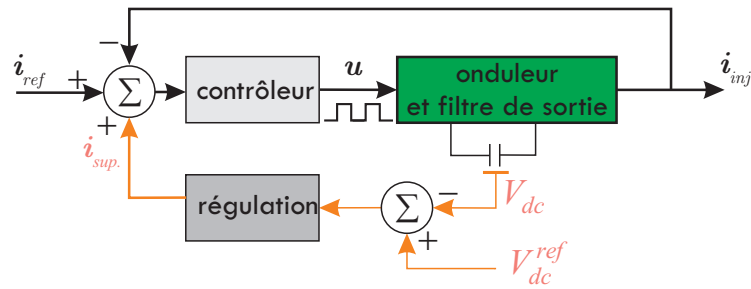 −
i_ref
+
Σ
+
i_sup.
contrôleur
u
onduleur
et filtre de sortie
i_inj
régulation
Σ
−
+
V_dc
V_dc^ref